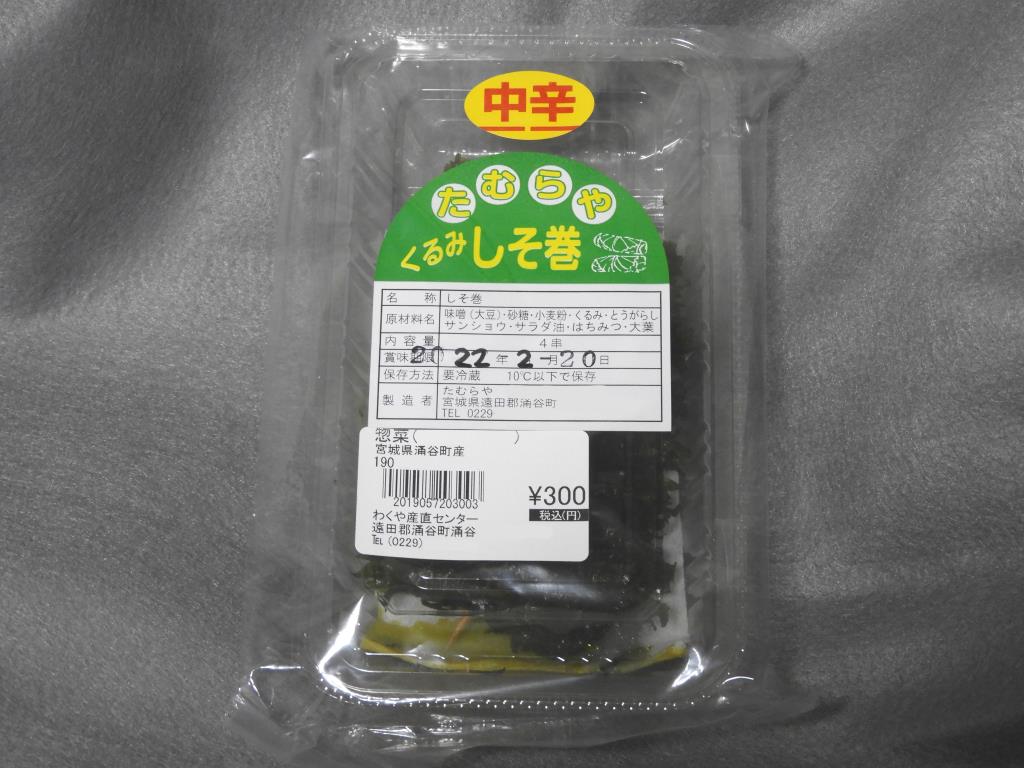 中辛
たむらや
くるみしそ巻
名称 しそ巻
原材料名 味噌(大豆)・砂糖・小麦粉・くるみ・とうがらし
サンショウ・サラダ油・はちみつ・大葉
内容量 4串
賞味期限 2022年2月20日
保存方法 要冷蔵 10℃以下で保存
製造者 たむらや
宮城県遠田郡涌谷町
TEL 0229
惣菜( )
宮城県涌谷町産
190
2019057203003
¥300
税込(円)
わくや産直センター
遠田郡涌谷町涌谷
TEL (0229)